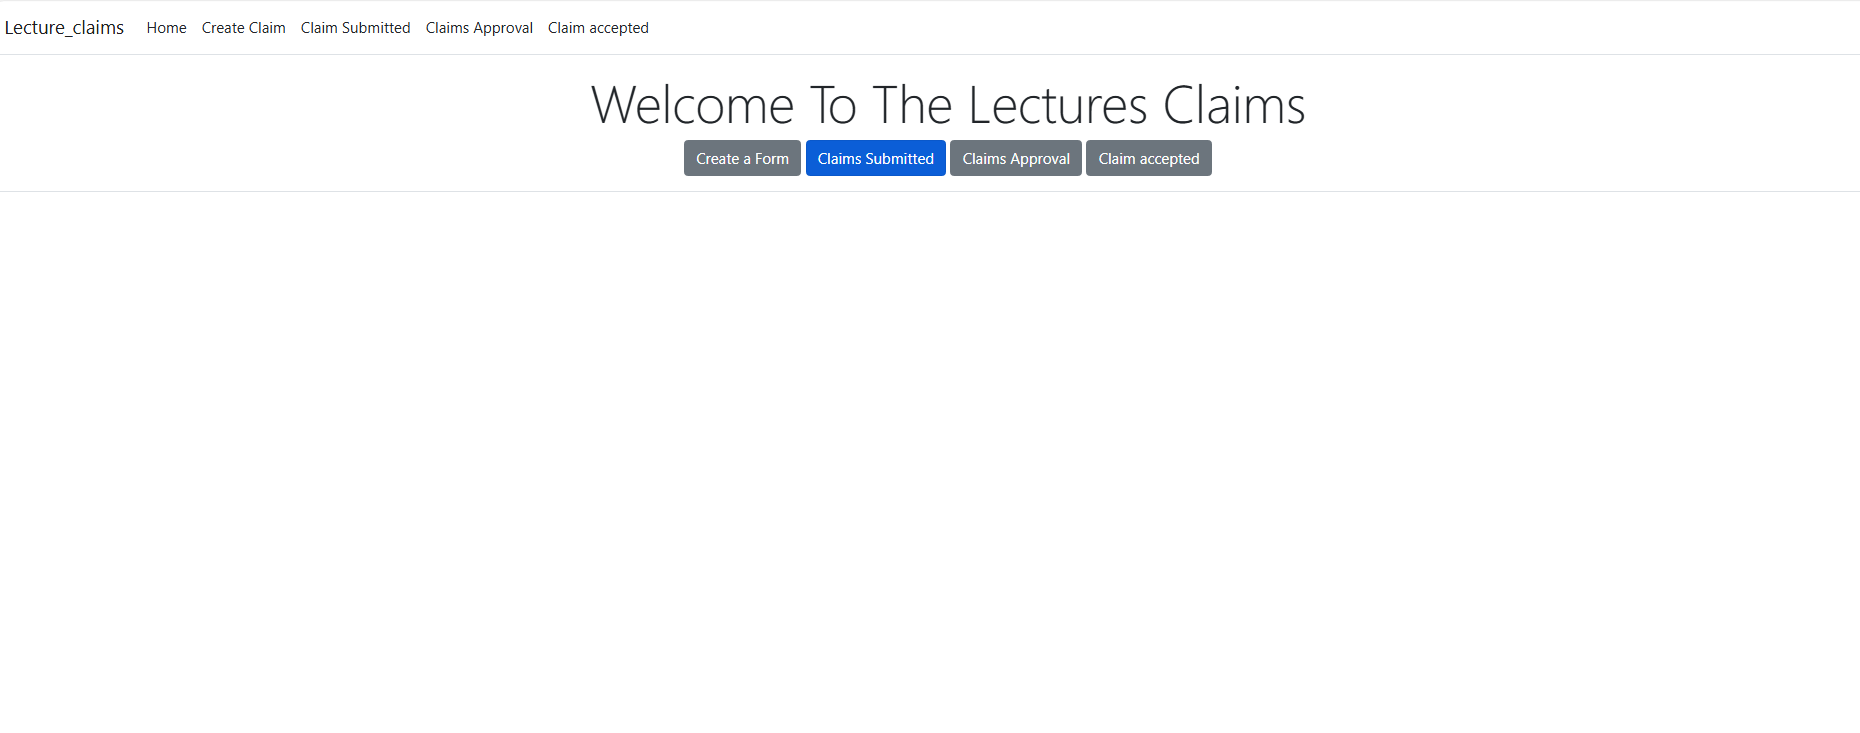 Lecture_claims Home Create Claim Claim Submitted Claims Approval Claim accepted
Welcome To The Lectures Claims
Create a Form Claims Submitted Claims Approval Claim accepted